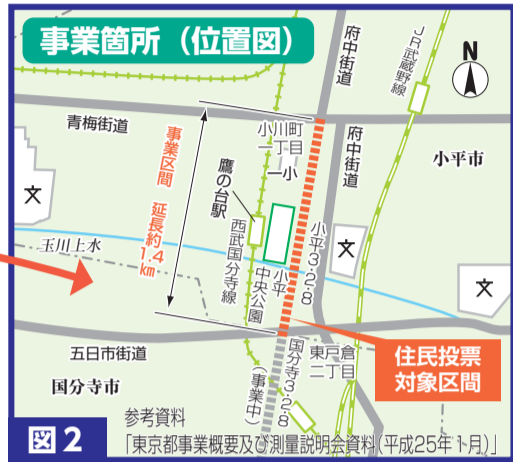 事業箇所（位置図）
府中街道
JR武蔵野線
N
青梅街道
小川町
一丁目
一小
府中街道
小平市
事業区間 延長約1.4km
鷹の台駅
西武国分寺線
文
玉川上水
小平
中央公園
小平3・2・8
文
文
五日市街道
国分寺3・2・8
(事業中)
東戸倉
二丁目
住民投票
対象区間
国分寺市
参考資料
図2
「東京都事業概要及び測量説明会資料(平成25年1月)」